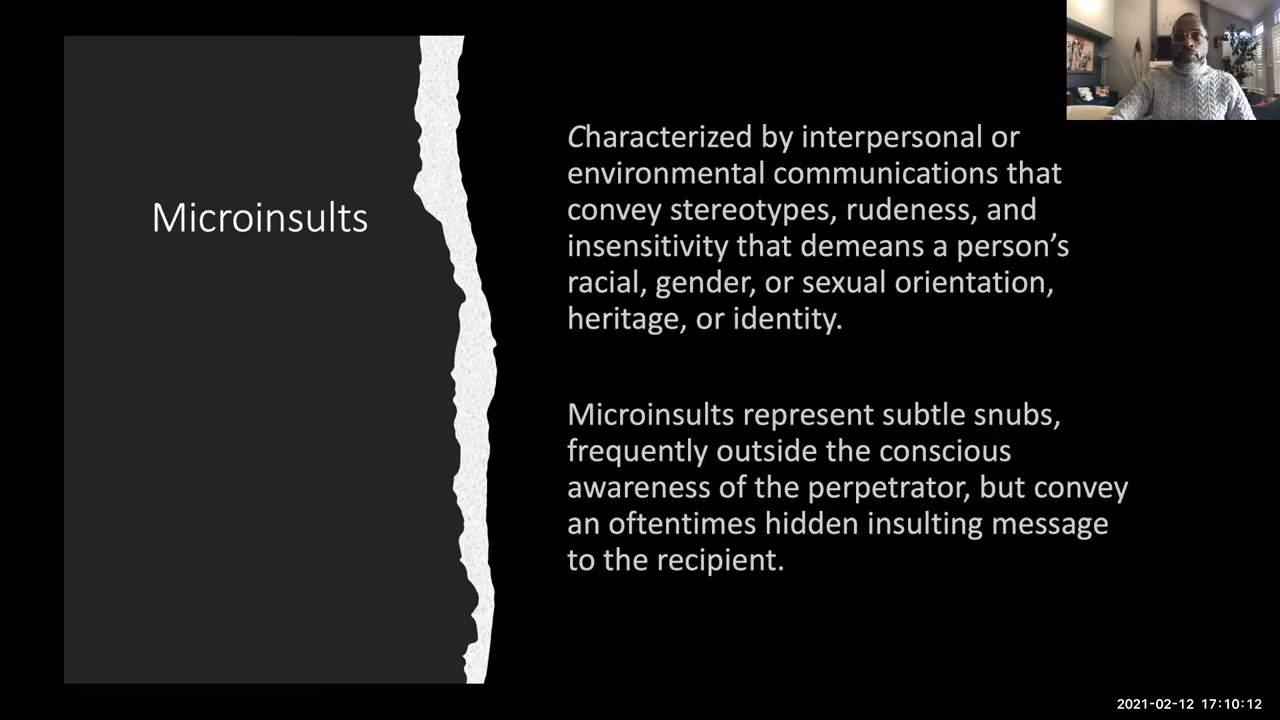 Microinsults
Characterized by interpersonal or
environmental communications that
convey stereotypes, rudeness, and
insensitivity that demeans a person’s
racial, gender, or sexual orientation,
heritage, or identity.
Microinsults represent subtle snubs,
frequently outside the conscious
awareness of the perpetrator, but convey
an oftentimes hidden insulting message
to the recipient.
2021-02-12 17:10:12